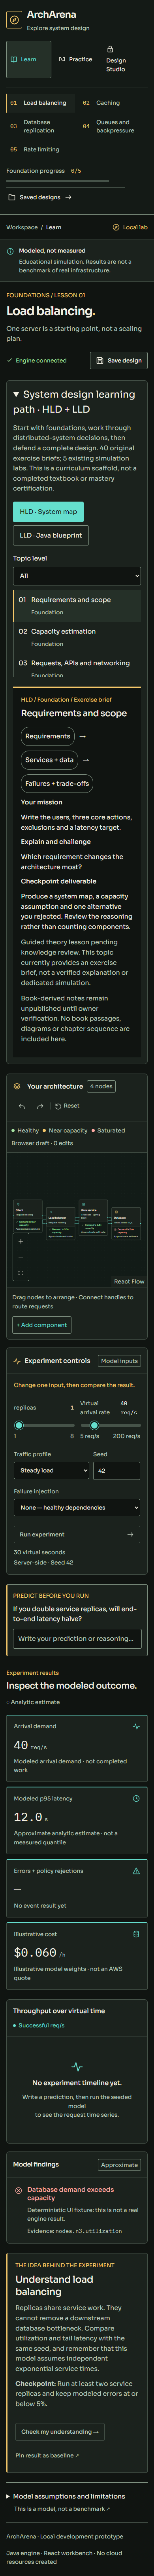 ArchArena
Explore system design
Learn
Practice
Design
Studio
01 Load balancing
02 Caching
03 Database
replication
04 Queues and
backpressure
05 Rate limiting
Foundation progress 0/5
Saved designs →
Workspace / Learn
Local lab
Modeled, not measured
Educational simulation. Results are not a
benchmark of real infrastructure.
FOUNDATIONS / LESSON 01
Load balancing.
One server is a starting point, not a scaling
plan.
Engine connected
Save design
▼ System design learning
path · HLD + LLD
Start with foundations, work through
distributed-system decisions, then
defend a complete design. 40 original
exercise briefs; 5 existing simulation
labs. This is a curriculum scaffold, not a
completed textbook or mastery
certification.
HLD · System map
LLD · Java blueprint
Topic level
All
01 Requirements and scope
Foundation
02 Capacity estimation
Foundation
03 Requests, APIs and networking
Foundation
HLD / Foundation / Exercise brief
Requirements and scope
Requirements →
Services + data →
Failures + trade-offs
Your mission
Write the users, three core actions,
exclusions and a latency target.
Explain and challenge
Which requirement changes the
architecture most?
Checkpoint deliverable
Produce a system map, a capacity
assumption and one alternative
you rejected. Review the reasoning
rather than counting components.
Guided theory lesson pending
knowledge review. This topic
currently provides an exercise
brief, not a verified explanation or
dedicated simulation.
Book-derived notes remain
unpublished until owner
verification. No book passages,
diagrams or chapter sequence are
included here.
Your architecture
4 nodes
Reset
Healthy
Near capacity
Saturated
Browser draft · 0 edits
React Flow
Drag nodes to arrange · Connect handles to
route requests
+ Add component
Experiment controls
Model inputs
Change one input, then compare the result.
replicas 1
Virtual
arrival rate
40
req/s
1 8
5 req/s 200 req/s
Traffic profile
Steady load
Seed
42
Failure injection
None — healthy dependencies
Run experiment →
30 virtual seconds
Server-side · Seed 42
PREDICT BEFORE YOU RUN
If you double service replicas, will end-
to-end latency halve?
Write your prediction or reasoning...
Experiment results
Inspect the modeled outcome.
Analytic estimate
Arrival demand
40 req/s
Modeled arrival demand · not completed
work
Modeled p95 latency
12.0 s
Approximate analytic estimate · not a
measured quantile
Errors + policy rejections
—
No event result yet
Illustrative cost
$0.060 /h
Illustrative model weights · not an AWS
quote
Throughput over virtual time
Successful req/s
No experiment timeline yet.
Write a prediction, then run the seeded
model
to see the request series.
Model findings
Approximate
Database demand exceeds
capacity
Deterministic UI fixture: this is not a real
engine result.
Evidence: nodes.n3.utilization
THE IDEA BEHIND THE EXPERIMENT
Understand load
balancing
Replicas share service work. They
cannot remove a downstream
database bottleneck. Compare
utilization and tail latency with the
same seed, and remember that this
model assumes independent
exponential service times.
Checkpoint: Run at least two service
replicas and keep modeled errors at or
below 5%.
Check my understanding →
Pin result as baseline ↗
▶ Model assumptions and limitations
This is a model, not a benchmark ↗
ArchArena · Local development prototype
Java engine · React workbench · No cloud
resources created